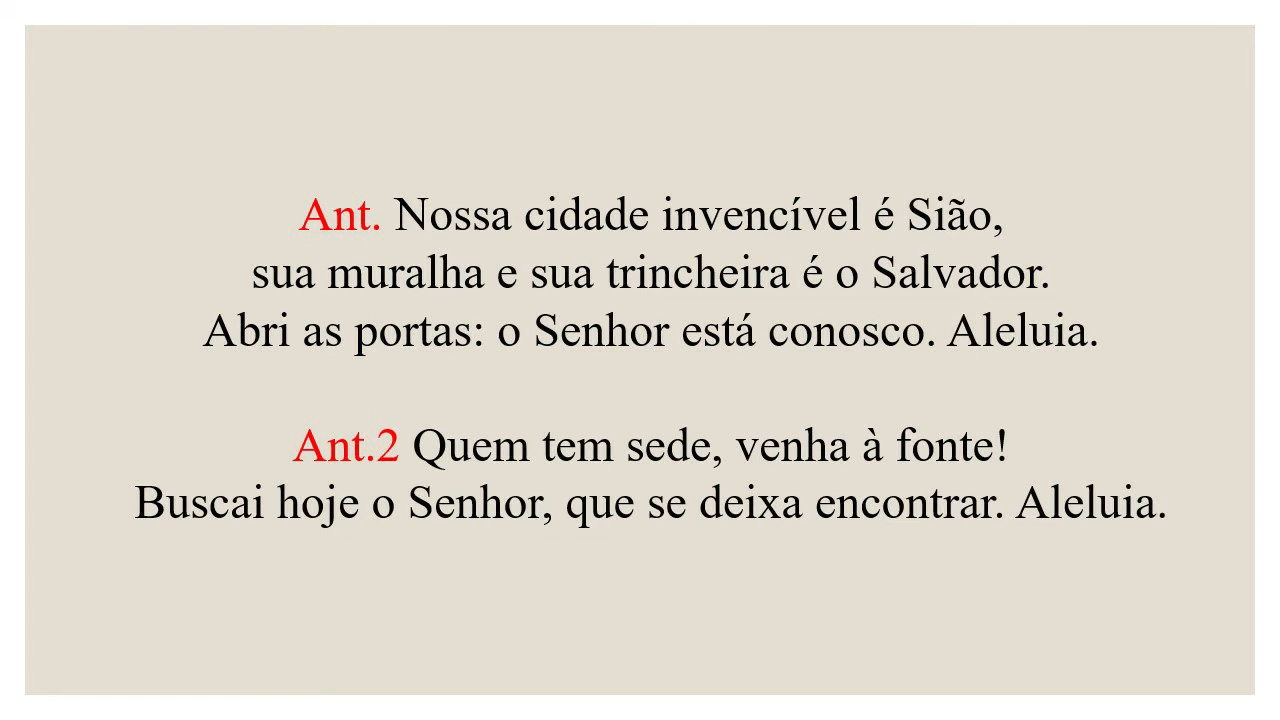 Ant. Nossa cidade invencível é Sião,
sua muralha e sua trincheira é o Salvador.
Abri as portas: o Senhor está conosco. Aleluia.
Ant.2 Quem tem sede, venha à fonte!
Buscai hoje o Senhor, que se deixa encontrar. Aleluia.